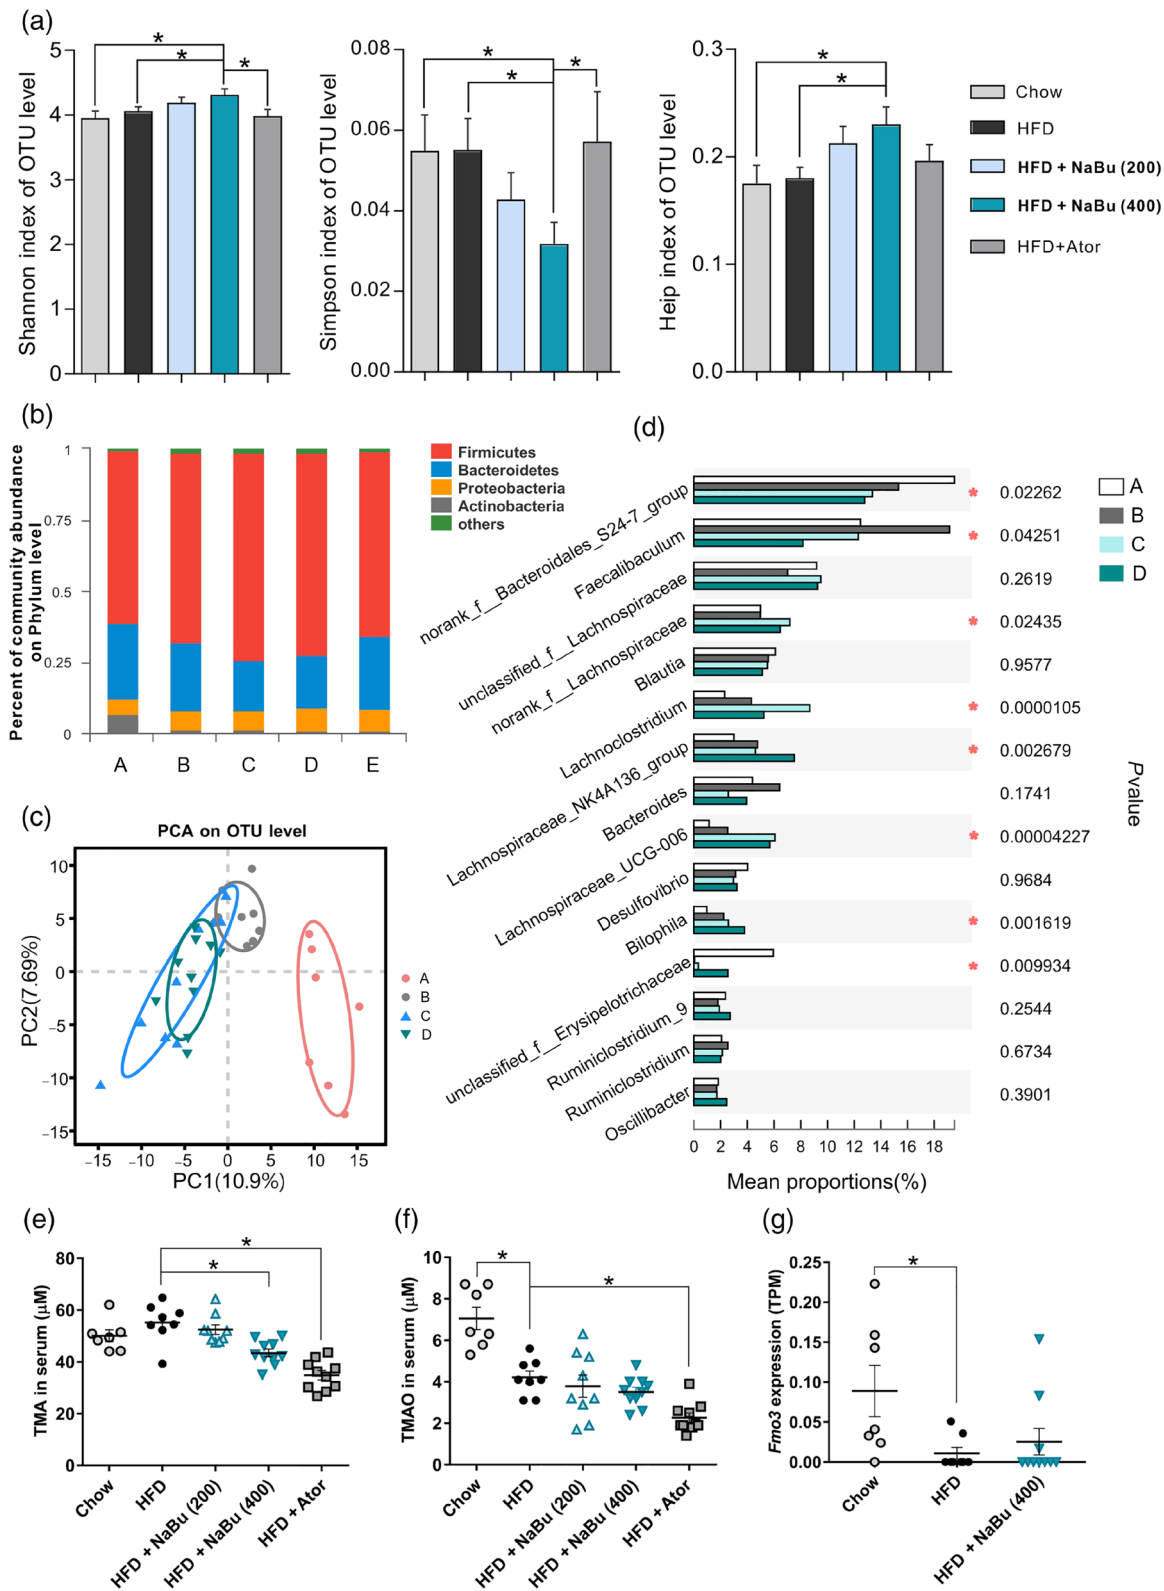 (a)
Shannon index of OTU level
5
4
3
2
1
0
*
*
*
Simpson index of OTU level
0.08
0.06
0.04
0.02
0.00
*
*
*
Heip index of OTU level
0.3
0.2
0.1
0.0
*
*
Chow
HFD
HFD + NaBu (200)
HFD + NaBu (400)
HFD+Ator
(b)
Percent of community abundance
on Phylum level
1
0.75
0.5
0.25
0
A B C D E
Firmicutes
Bacteroidetes
Proteobacteria
Actinobacteria
others
(c)
PCA on OTU level
PC2(7.69%)
10
5
0
−5
−10
−15
−15 −10 −5 0 5 10 15
PC1(10.9%)
A
B
C
D
(d)
norank_f__Bacteroidales_S24-7_group
* 0.02262
Faecalibaculum
* 0.04251
unclassified_f__Lachnospiraceae
0.2619
norank_f__Lachnospiraceae
* 0.02435
Blautia
0.9577
Lachnoclostridium
* 0.0000105
Lachnospiraceae_NK4A136_group
* 0.002679
Bacteroides
0.1741
Lachnospiraceae_UCG-006
* 0.00004227
Desulfovibrio
0.9684
Bilophila
* 0.001619
unclassified_f__Erysipelotrichaceae
* 0.009934
Ruminiclostridium_9
0.2544
Ruminiclostridium
0.6734
Oscillibacter
0.3901
0 2 4 6 8 10 12 14 16 18
Mean proportions(%)
Pvalue
A
B
C
D
(e)
TMA in serum (µM)
80
60
40
20
0
*
*
Chow
HFD
HFD + NaBu (200)
HFD + NaBu (400)
HFD + Ator
(f)
TMAO in serum (µM)
10
8
6
4
2
0
*
*
Chow
HFD
HFD + NaBu (200)
HFD + NaBu (400)
HFD + Ator
(g)
Fmo3 expression (TPM)
0.25
0.20
0.15
0.10
0.05
0.00
*
Chow
HFD
HFD + NaBu (400)